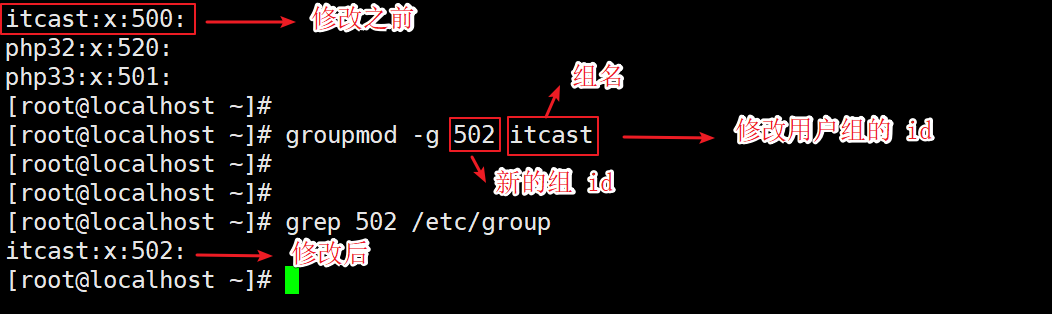 itcast:x:500: 修改之前
php32:x:520:
php33:x:501:
组名
[root@localhost ~]#
[root@localhost ~]# groupmod -g 502 itcast 修改用户组的 id
[root@localhost ~]#
新的组 id
[root@localhost ~]#
[root@localhost ~]# grep 502 /etc/group
itcast:x:502: 修改后
[root@localhost ~]#